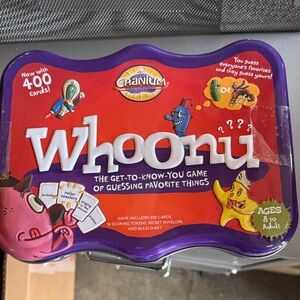 Now with
400
cards!
CRANIUM
You guess
everyone's favorites
and they guess yours!
Whoonu
???
THE GET-TO-KNOW-YOU GAME
OF GUESSING FAVORITE THINGS
GAME INCLUDES 400 CARDS,
16 SCORING TOKENS, SECRET ENVELOPE,
AND RULES SHEET
AGES
8 to
Adult